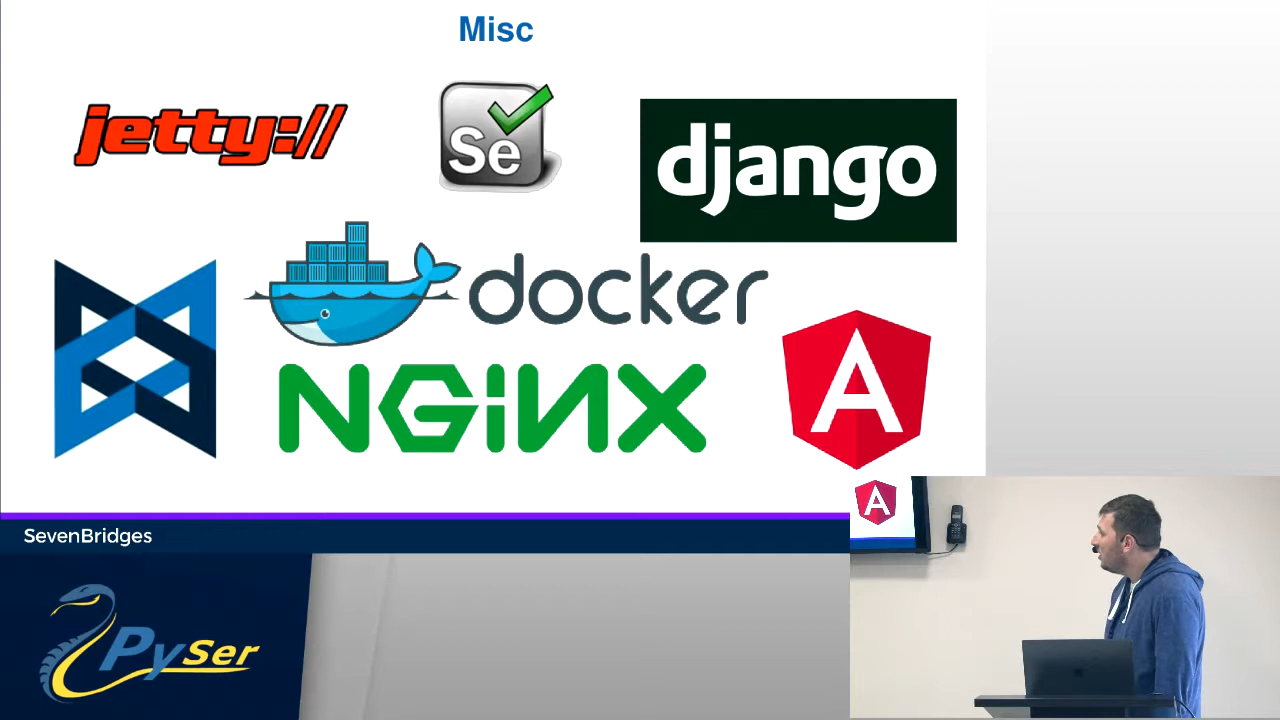 Misc
jetty://
Se
django
docker
NGiNX
A
SevenBridges
A
PySer